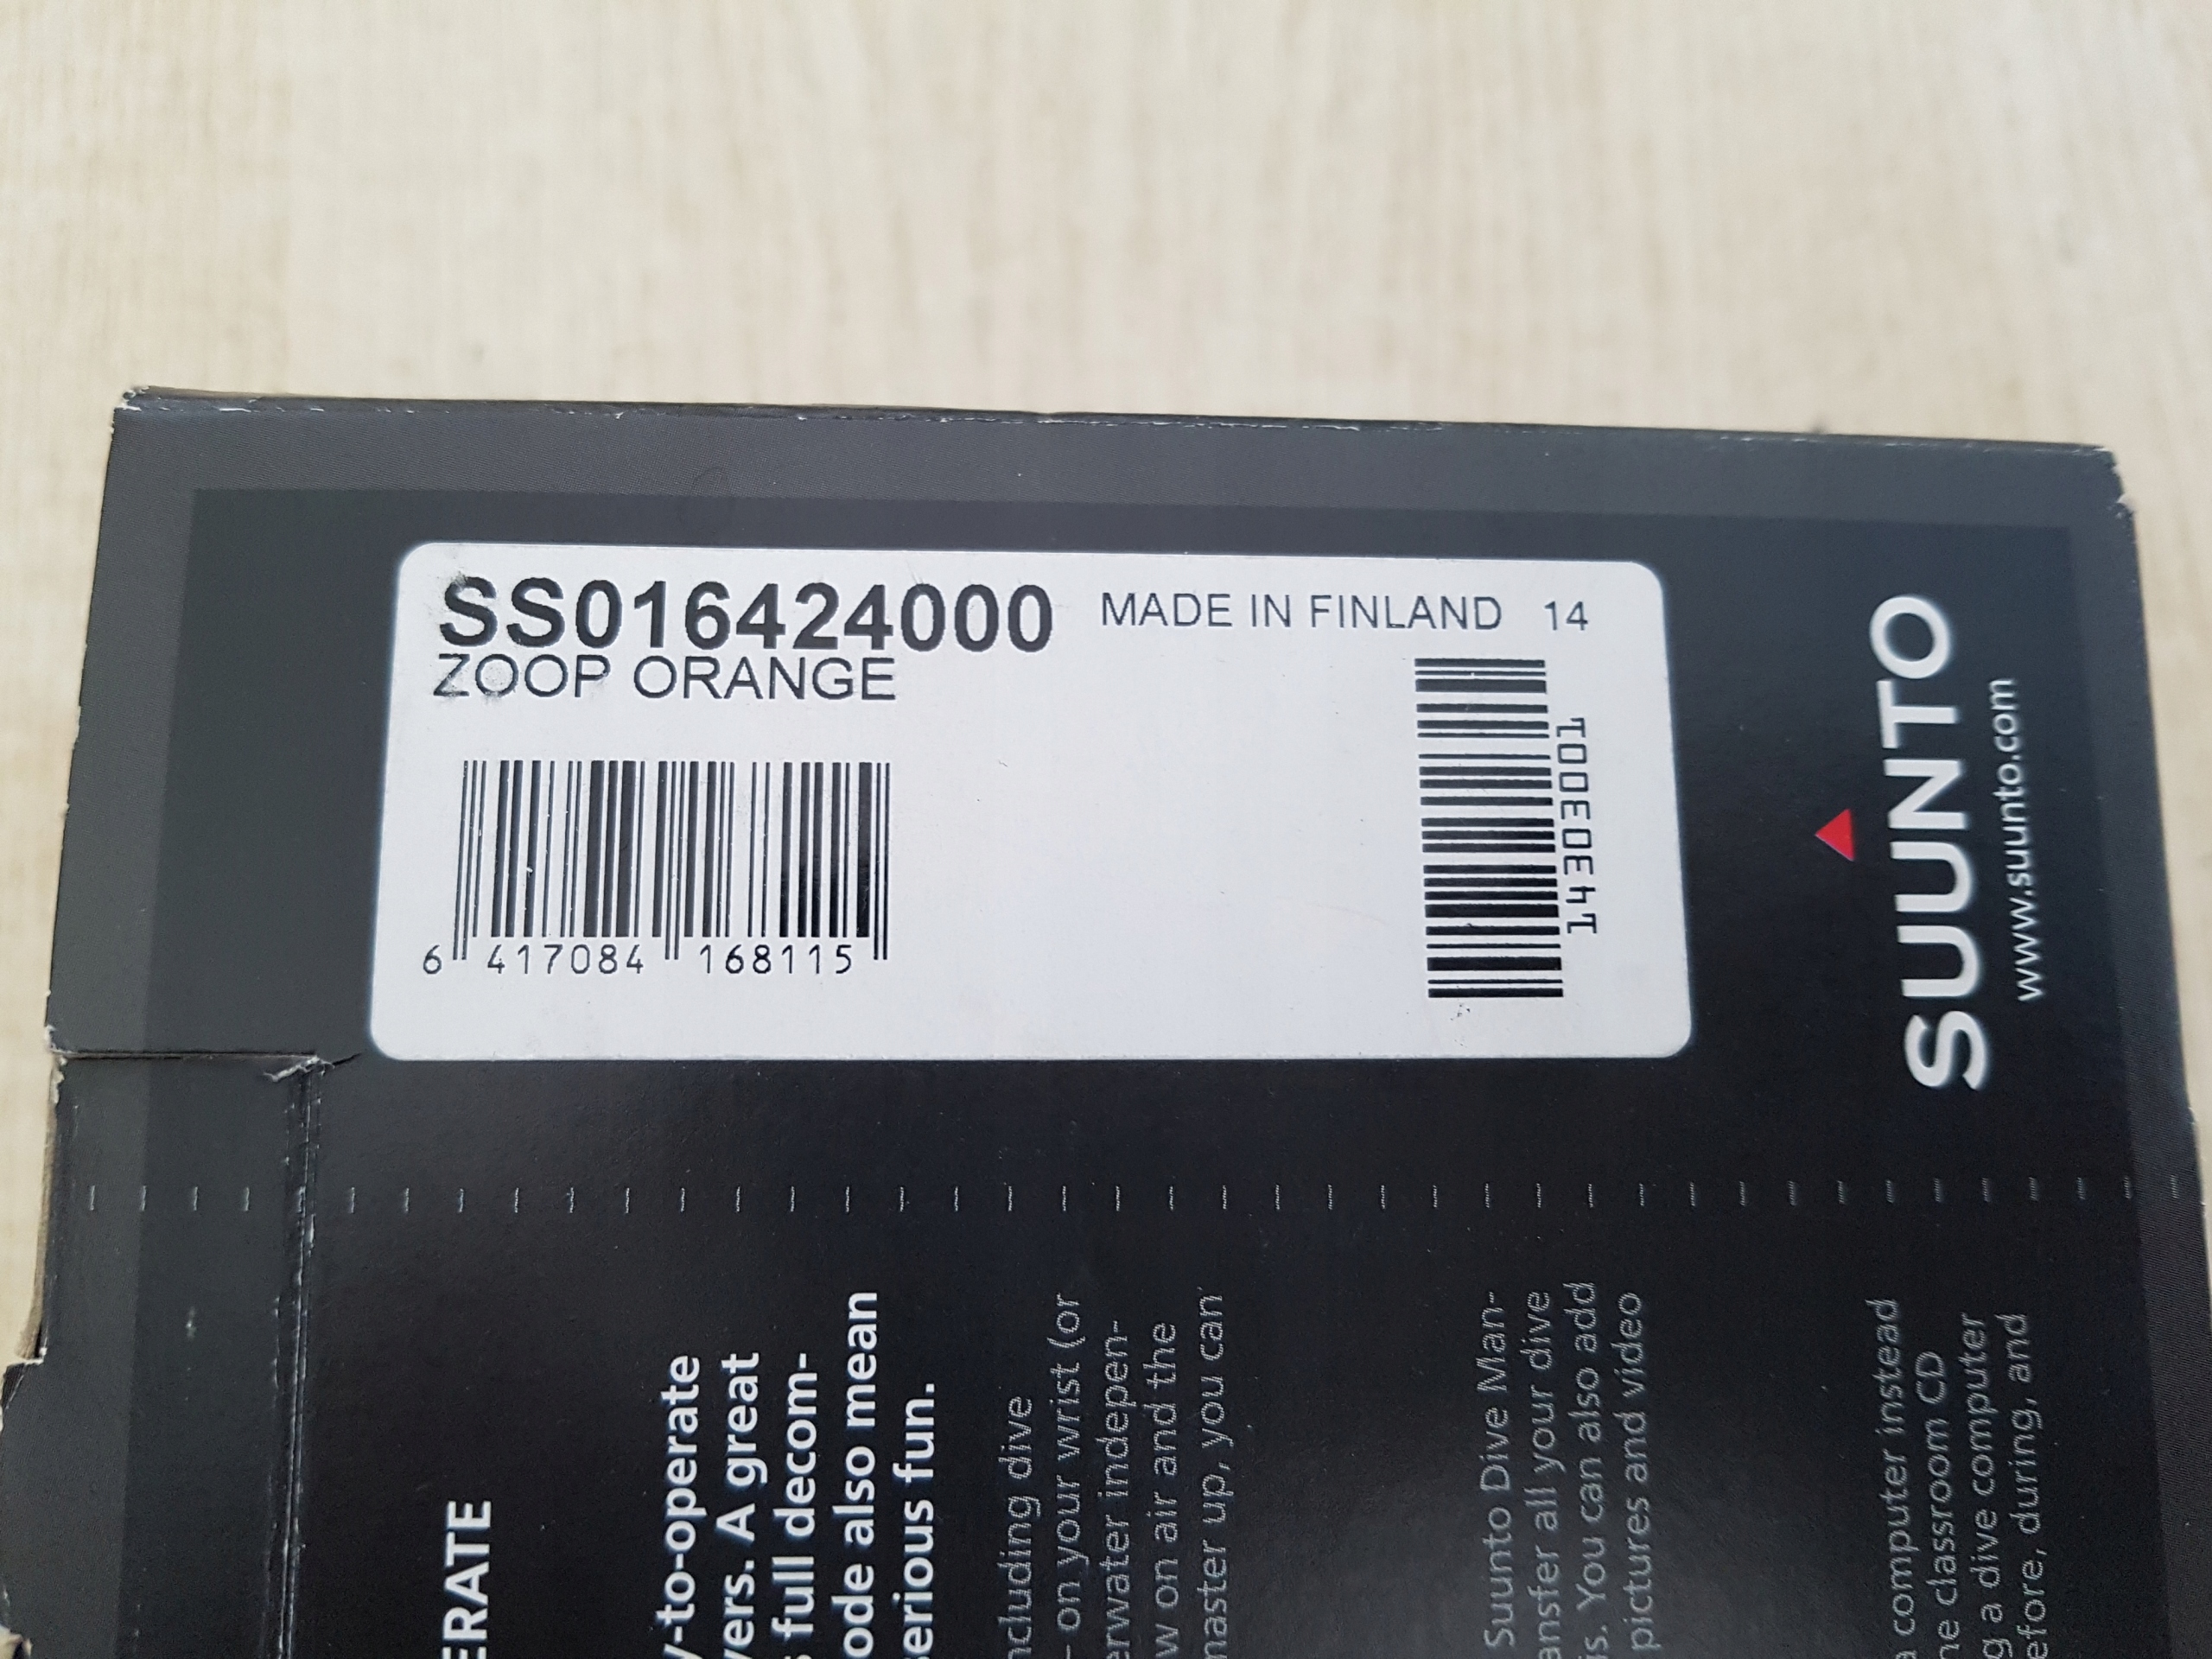 SS016424000
MADE IN FINLAND 14
ZOOP ORANGE
6 417084 168115
14303001
SUUNTO
www.suunto.com
ERATE
y-to-operate
vers. A great
s full decom-
ode also mean
serious fun.
ncluding dive
- on your wrist (or
erwater indepen-
w on air and the
master up, you can
Suunto Dive Man-
ansfer all your dive
is. You can also add
pictures and video
a computer instead
ne classroom CD
g a dive computer
efore, during, and